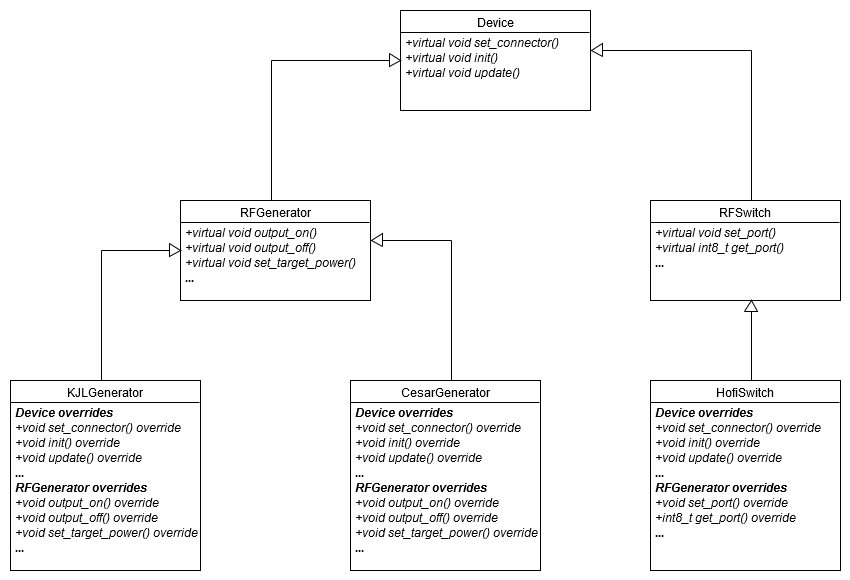 Device
+virtual void set_connector()
+virtual void init()
+virtual void update()
RFGenerator
+virtual void output_on()
+virtual void output_off()
+virtual void set_target_power()
...
RFSwitch
+virtual void set_port()
+virtual int8_t get_port()
...
KJLGenerator
Device overrides
+void set_connector() override
+void init() override
+void update() override
...
RFGenerator overrides
+void output_on() override
+void output_off() override
+void set_target_power() override
...
CesarGenerator
Device overrides
+void set_connector() override
+void init() override
+void update() override
...
RFGenerator overrides
+void output_on() override
+void output_off() override
+void set_target_power() override
...
HofiSwitch
Device overrides
+void set_connector() override
+void init() override
+void update() override
...
RFGenerator overrides
+void set_port() override
+int8_t get_port() override
...